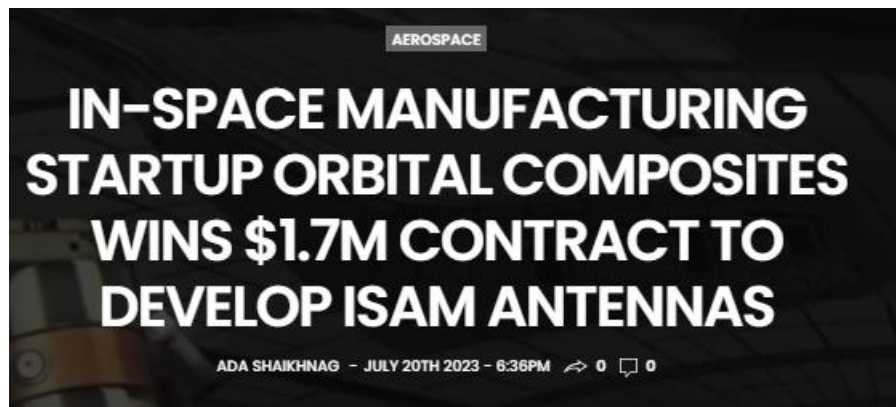 AEROSPACE
IN-SPACE MANUFACTURING
STARTUP ORBITAL COMPOSITES
WINS $1.7M CONTRACT TO
DEVELOP ISAM ANTENNAS
ADA SHAIKHNAG - JULY 20TH 2023 - 6:36PM 0 0